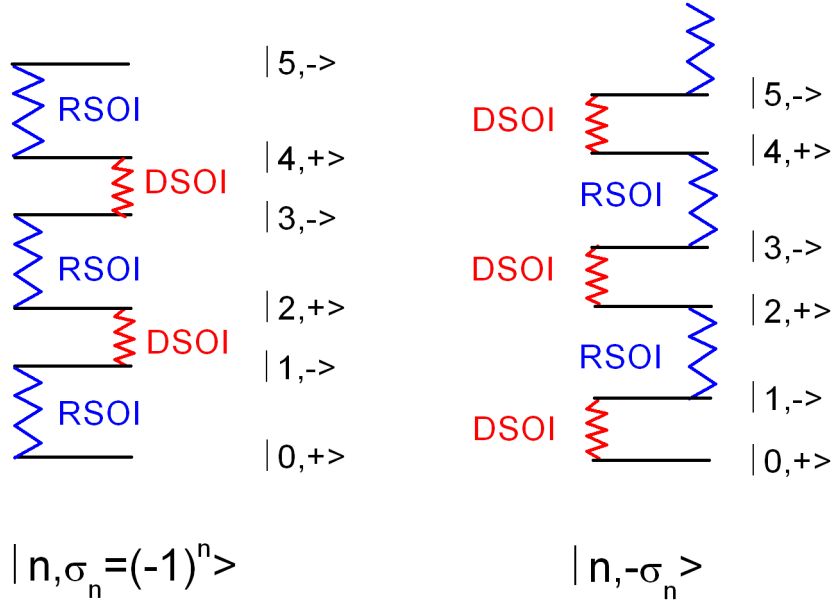 | 5,->
RSOI
| 4,+>
DSOI
| 3,->
RSOI
| 2,+>
DSOI
| 1,->
RSOI
| 0,+>
| n,σₙ=(-1)ⁿ>
| 5,->
DSOI
| 4,+>
RSOI
| 3,->
DSOI
| 2,+>
RSOI
| 1,->
DSOI
| 0,+>
| n,-σₙ>